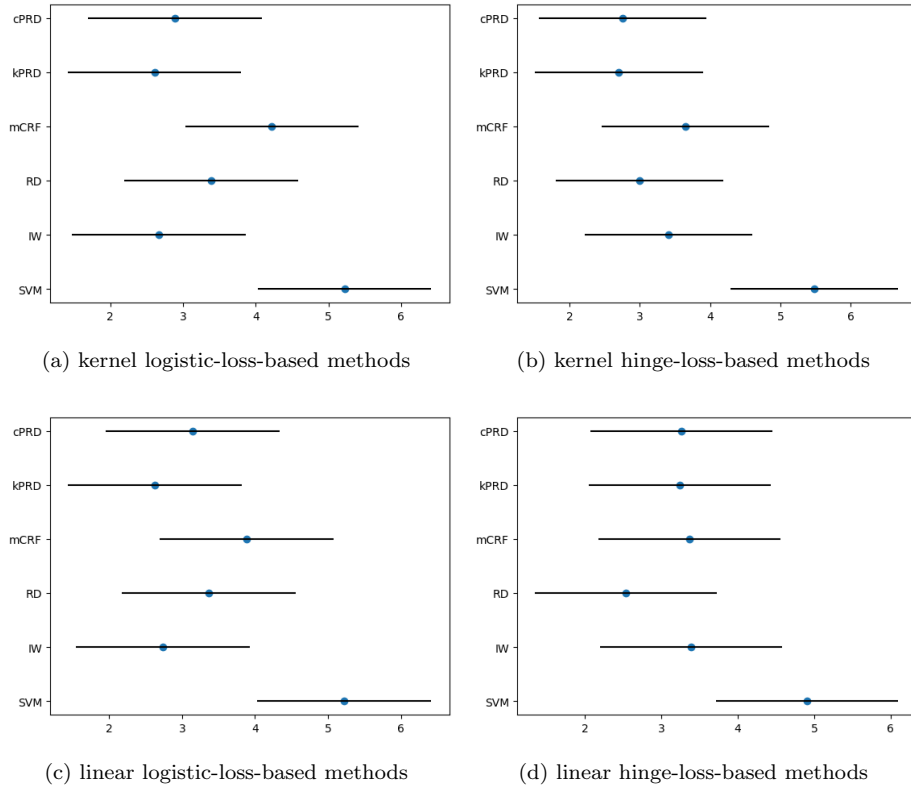 cPRD
kPRD
mCRF
RD
IW
SVM
2 3 4 5 6
(a) kernel logistic-loss-based methods
cPRD
kPRD
mCRF
RD
IW
SVM
2 3 4 5 6
(b) kernel hinge-loss-based methods
cPRD
kPRD
mCRF
RD
IW
SVM
2 3 4 5 6
(c) linear logistic-loss-based methods
cPRD
kPRD
mCRF
RD
IW
SVM
2 3 4 5 6
(d) linear hinge-loss-based methods